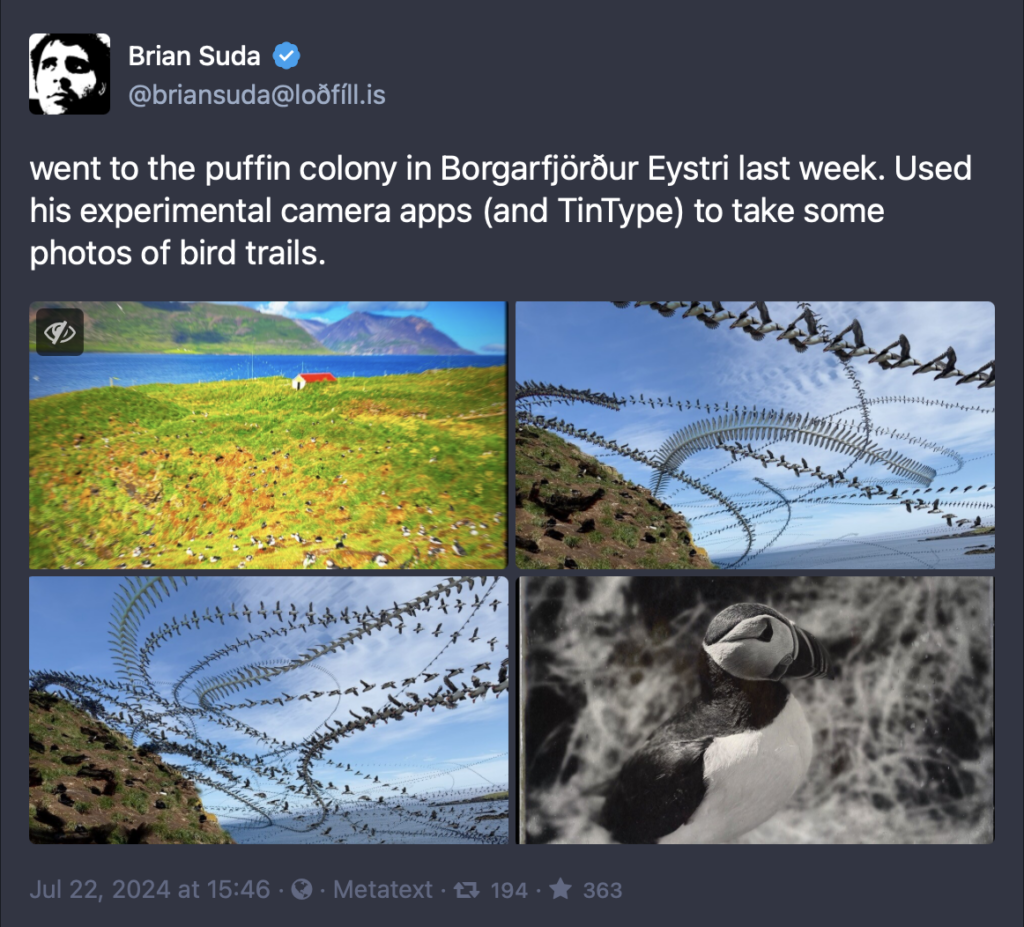 Brian Suda
@briansuda@loðfíll.is
went to the puffin colony in Borgarfjörður Eystri last week. Used
his experimental camera apps (and TinType) to take some
photos of bird trails.
Jul 22, 2024 at 15:46 · · Metatext · 194 · 363